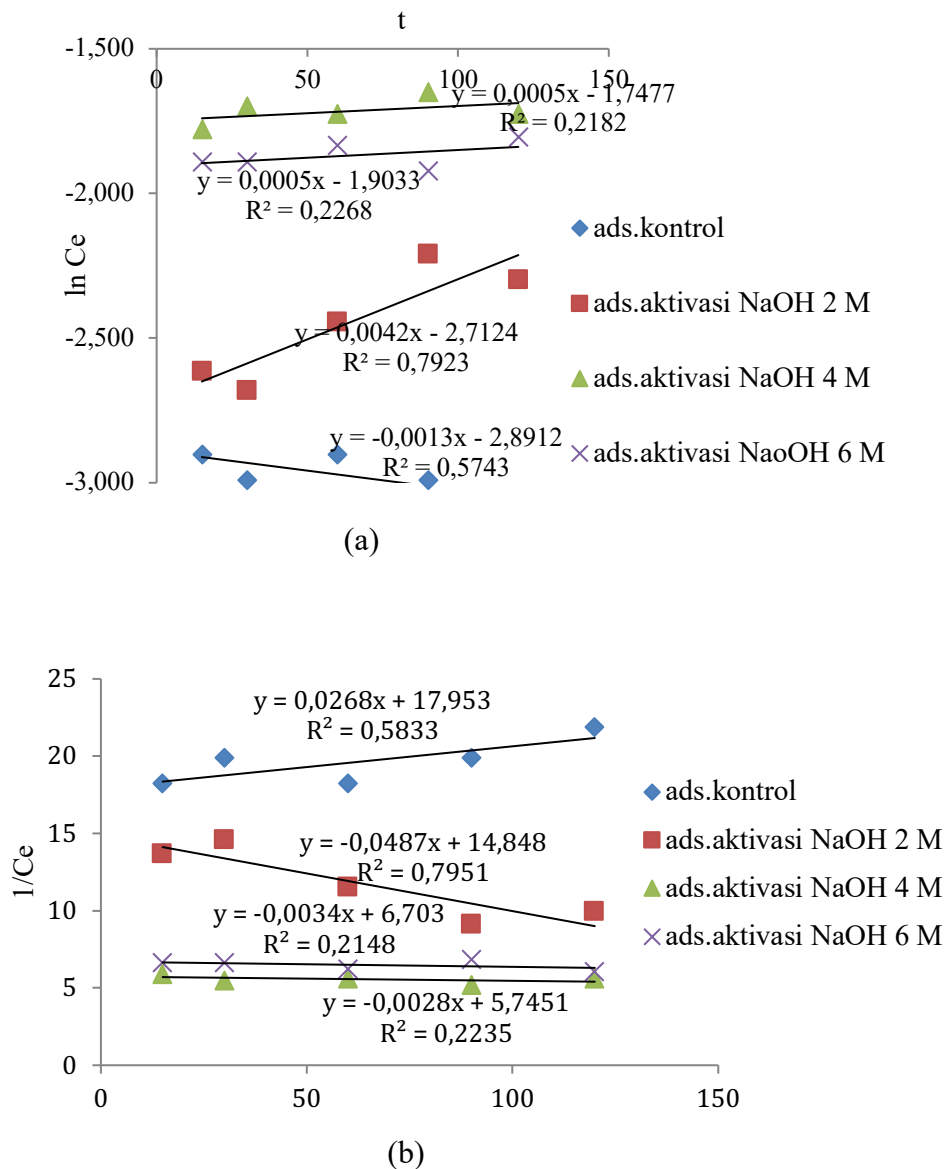 t
-1,500
0
50
100
150
y = 0,0005x - 1,7477
R² = 0,2182
-2,000
y = 0,0005x - 1,9033
R² = 0,2268
ln Ce
-2,500
y = 0,0042x - 2,7124
R² = 0,7923
y = -0,0013x - 2,8912
R² = 0,5743
-3,000
ads.kontrol
ads.aktivasi NaOH 2 M
ads.aktivasi NaOH 4 M
ads.aktivasi NaoOH 6 M
(a)
25
20
15
10
5
0
1/Ce
y = 0,0268x + 17,953
R² = 0,5833
y = -0,0487x + 14,848
R² = 0,7951
y = -0,0034x + 6,703
R² = 0,2148
y = -0,0028x + 5,7451
R² = 0,2235
0
50
100
150
ads.kontrol
ads.aktivasi NaOH 2 M
ads.aktivasi NaOH 4 M
ads.aktivasi NaOH 6 M
(b)